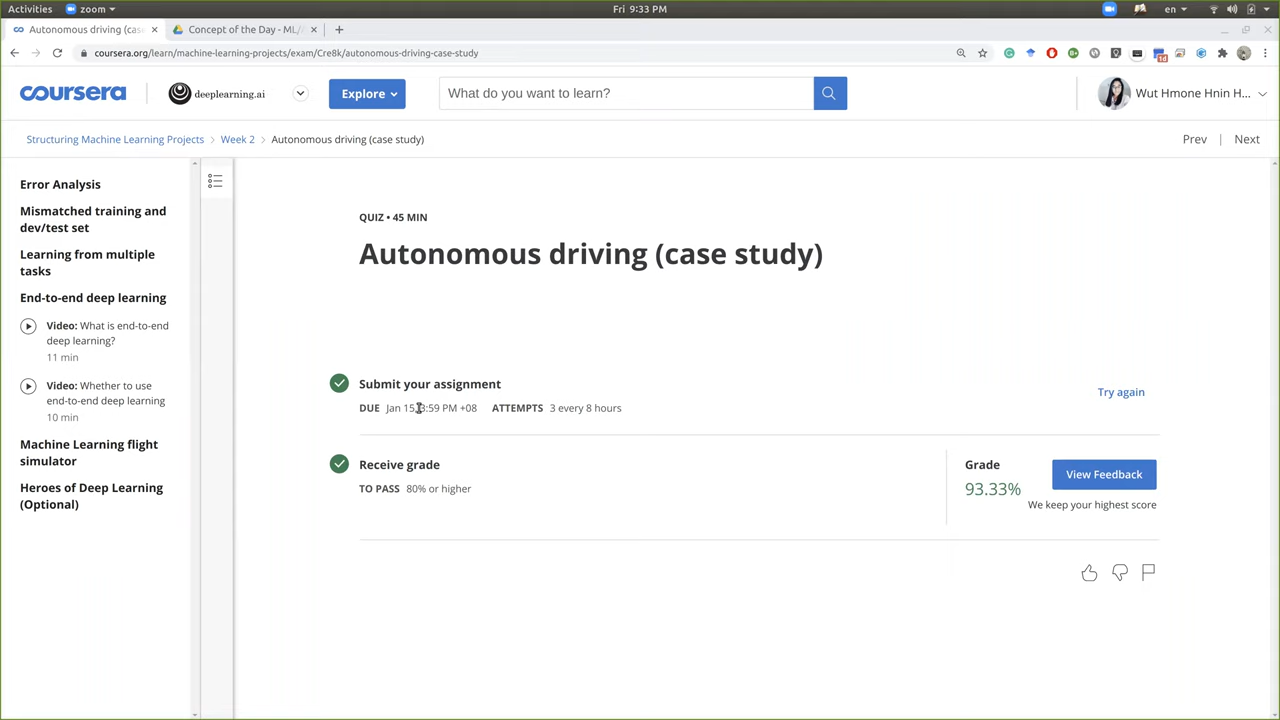 Activities
zoom
Fri 9:33 PM
en
Autonomous driving (cas
Concept of the Day - ML/
coursera.org/learn/machine-learning-projects/exam/Cre8k/autonomous-driving-case-study
coursera
deeplearning.ai
Explore
What do you want to learn?
Wut Hmone Hnin H...
Structuring Machine Learning Projects
Week 2
Autonomous driving (case study)
Prev | Next
Error Analysis
Mismatched training and
dev/test set
Learning from multiple
tasks
End-to-end deep learning
Video: What is end-to-end
deep learning?
11 min
Video: Whether to use
end-to-end deep learning
10 min
Machine Learning flight
simulator
Heroes of Deep Learning
(Optional)
QUIZ • 45 MIN
Autonomous driving (case study)
Submit your assignment
DUE Jan 15, :59 PM +08 ATTEMPTS 3 every 8 hours
Try again
Receive grade
TO PASS 80% or higher
Grade
93.33%
View Feedback
We keep your highest score